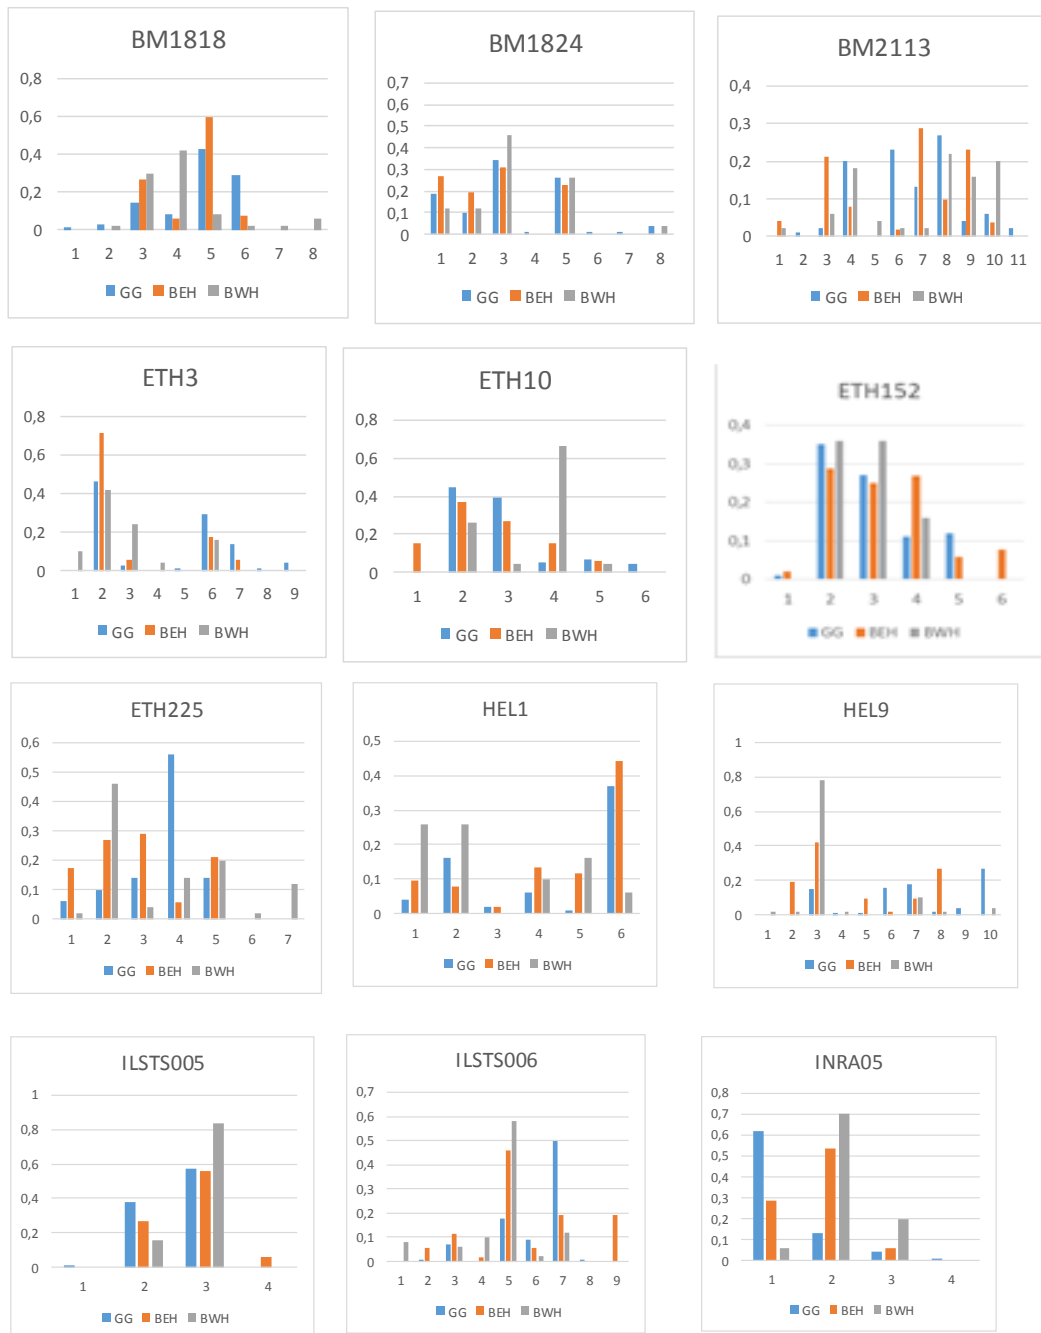 BM1818
0,8
0,6
0,4
0,2
0
1 2 3 4 5 6 7 8
GG BEH BWH
BM1824
0,7
0,6
0,5
0,4
0,3
0,2
0,1
0
1 2 3 4 5 6 7 8
GG BEH BWH
BM2113
0,4
0,3
0,2
0,1
0
1 2 3 4 5 6 7 8 9 10 11
GG BEH BWH
ETH3
0,8
0,6
0,4
0,2
0
1 2 3 4 5 6 7 8 9
GG BEH BWH
ETH10
0,8
0,6
0,4
0,2
0
1 2 3 4 5 6
GG BEH BWH
ETH152
0,4
0,3
0,2
0,1
0
1 2 3 4 5 6
GG BEH BWH
ETH225
0,6
0,5
0,4
0,3
0,2
0,1
0
1 2 3 4 5 6 7
GG BEH BWH
HEL1
0,5
0,4
0,3
0,2
0,1
0
1 2 3 4 5 6
GG BEH BWH
HEL9
1
0,8
0,6
0,4
0,2
0
1 2 3 4 5 6 7 8 9 10
GG BEH BWH
ILSTS005
1
0,8
0,6
0,4
0,2
0
1 2 3 4
GG BEH BWH
ILSTS006
0,7
0,6
0,5
0,4
0,3
0,2
0,1
0
1 2 3 4 5 6 7 8 9
GG BEH BWH
INRA05
0,8
0,7
0,6
0,5
0,4
0,3
0,2
0,1
0
1 2 3 4
GG BEH BWH